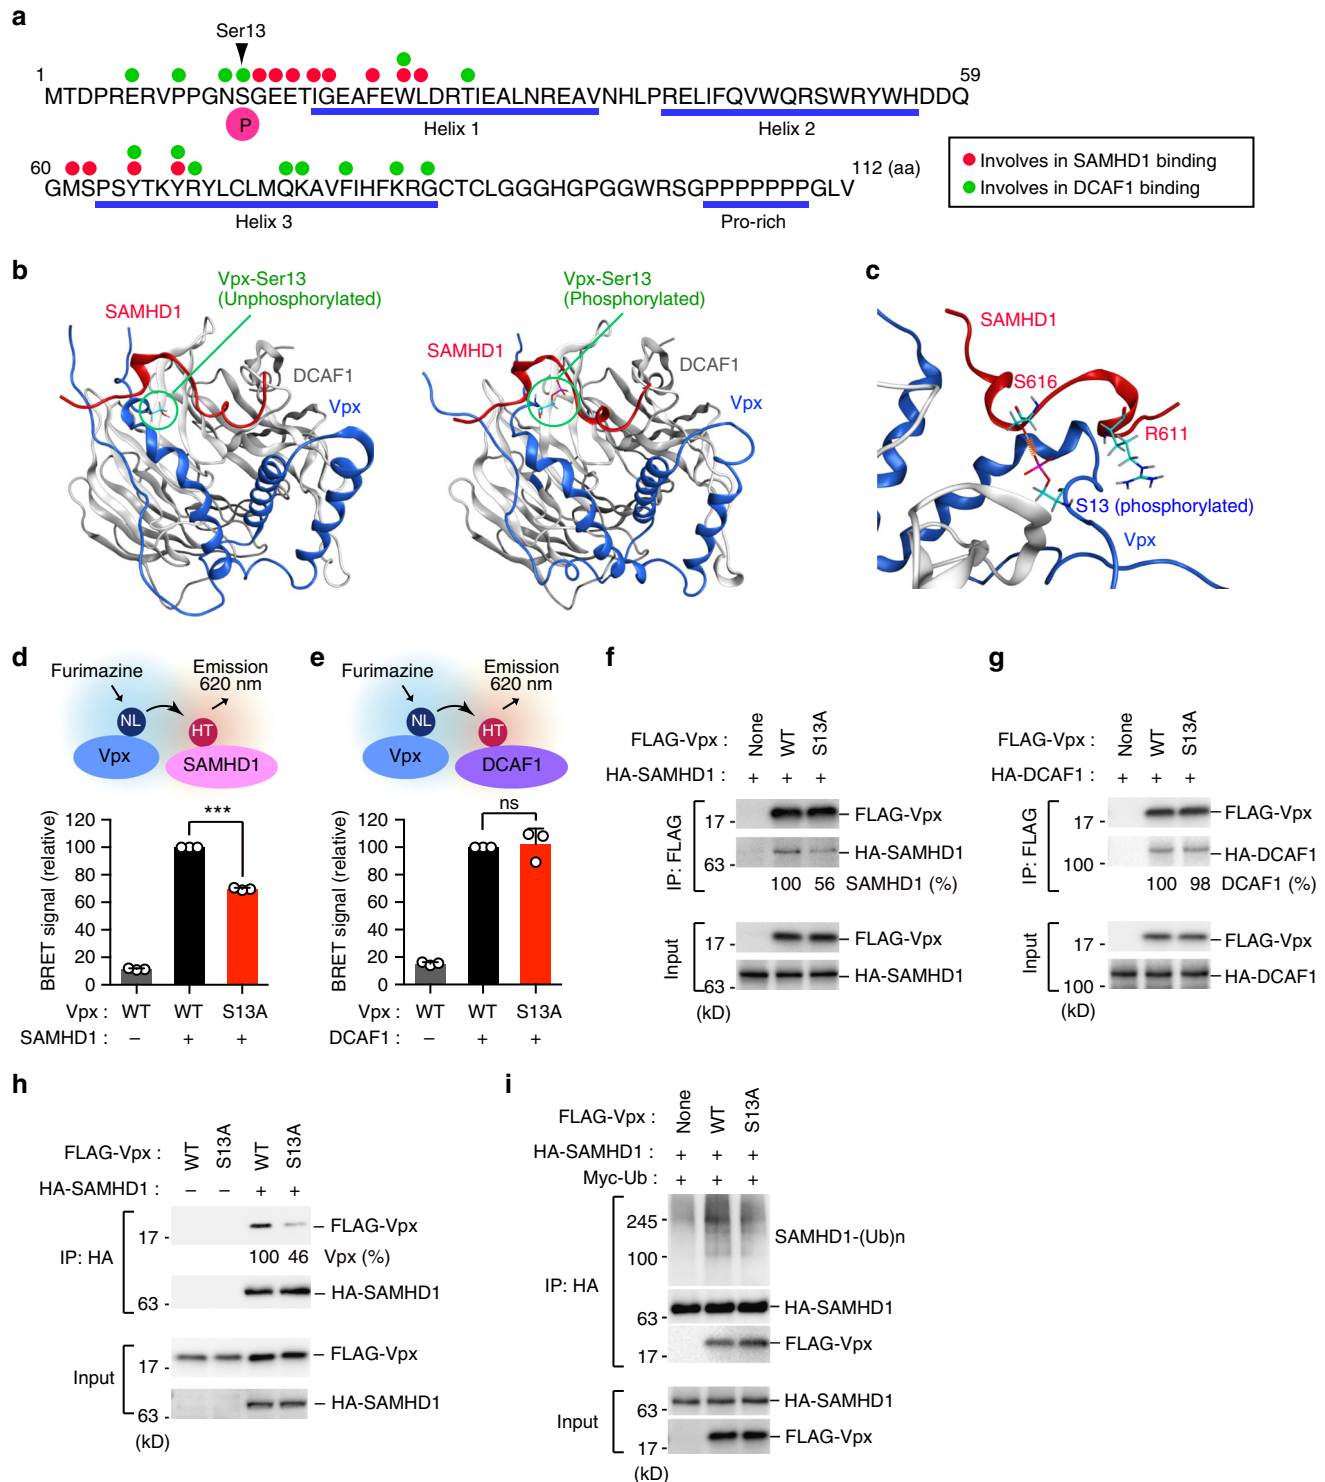 a
Ser13
1
59
MTDPRERVPPGNSGEETIGEAFEWLDRTIEALNREAVNHLPRELIFQVWQRSWRYWHDDQ
P
Helix 1
Helix 2
60
112 (aa)
GMSPSYTKYRYLCLMQKAVFIHFKRGCTCLGGGHGPGGWRSGPPPPPPPGLV
Helix 3
Pro-rich
Involves in SAMHD1 binding
Involves in DCAF1 binding
b
Vpx-Ser13
(Unphosphorylated)
SAMHD1
DCAF1
Vpx
Vpx-Ser13
(Phosphorylated)
SAMHD1
DCAF1
Vpx
c
SAMHD1
S616
R611
S13 (phosphorylated)
Vpx
d
Furimazine
Emission
620 nm
NL
HT
Vpx
SAMHD1
BRET signal (relative)
120
100
80
60
40
20
0
***
Vpx : WT WT S13A
SAMHD1 : – + +
e
Furimazine
Emission
620 nm
NL
HT
Vpx
DCAF1
BRET signal (relative)
120
100
80
60
40
20
0
ns
Vpx : WT WT S13A
DCAF1 : – + +
f
FLAG-Vpx : None WT S13A
HA-SAMHD1 : + + +
IP: FLAG
17 - – FLAG-Vpx
63 - – HA-SAMHD1
100 56 SAMHD1 (%)
Input
17 - – FLAG-Vpx
63 - – HA-SAMHD1
(kD)
g
FLAG-Vpx : None WT S13A
HA-DCAF1 : + + +
IP: FLAG
17 - – FLAG-Vpx
100 - – HA-DCAF1
100 98 DCAF1 (%)
Input
17 - – FLAG-Vpx
100 - – HA-DCAF1
(kD)
h
FLAG-Vpx : WT S13A WT S13A
HA-SAMHD1 : – – + +
IP: HA
17 - – FLAG-Vpx
100 46 Vpx (%)
63 - – HA-SAMHD1
Input
17 - – FLAG-Vpx
63 - – HA-SAMHD1
(kD)
i
FLAG-Vpx : None WT S13A
HA-SAMHD1 : + + +
Myc-Ub : + + +
IP: HA
245 -
SAMHD1-(Ub)n
100 -
63 - – HA-SAMHD1
17 - – FLAG-Vpx
Input
63 - – HA-SAMHD1
17 - – FLAG-Vpx
(kD)